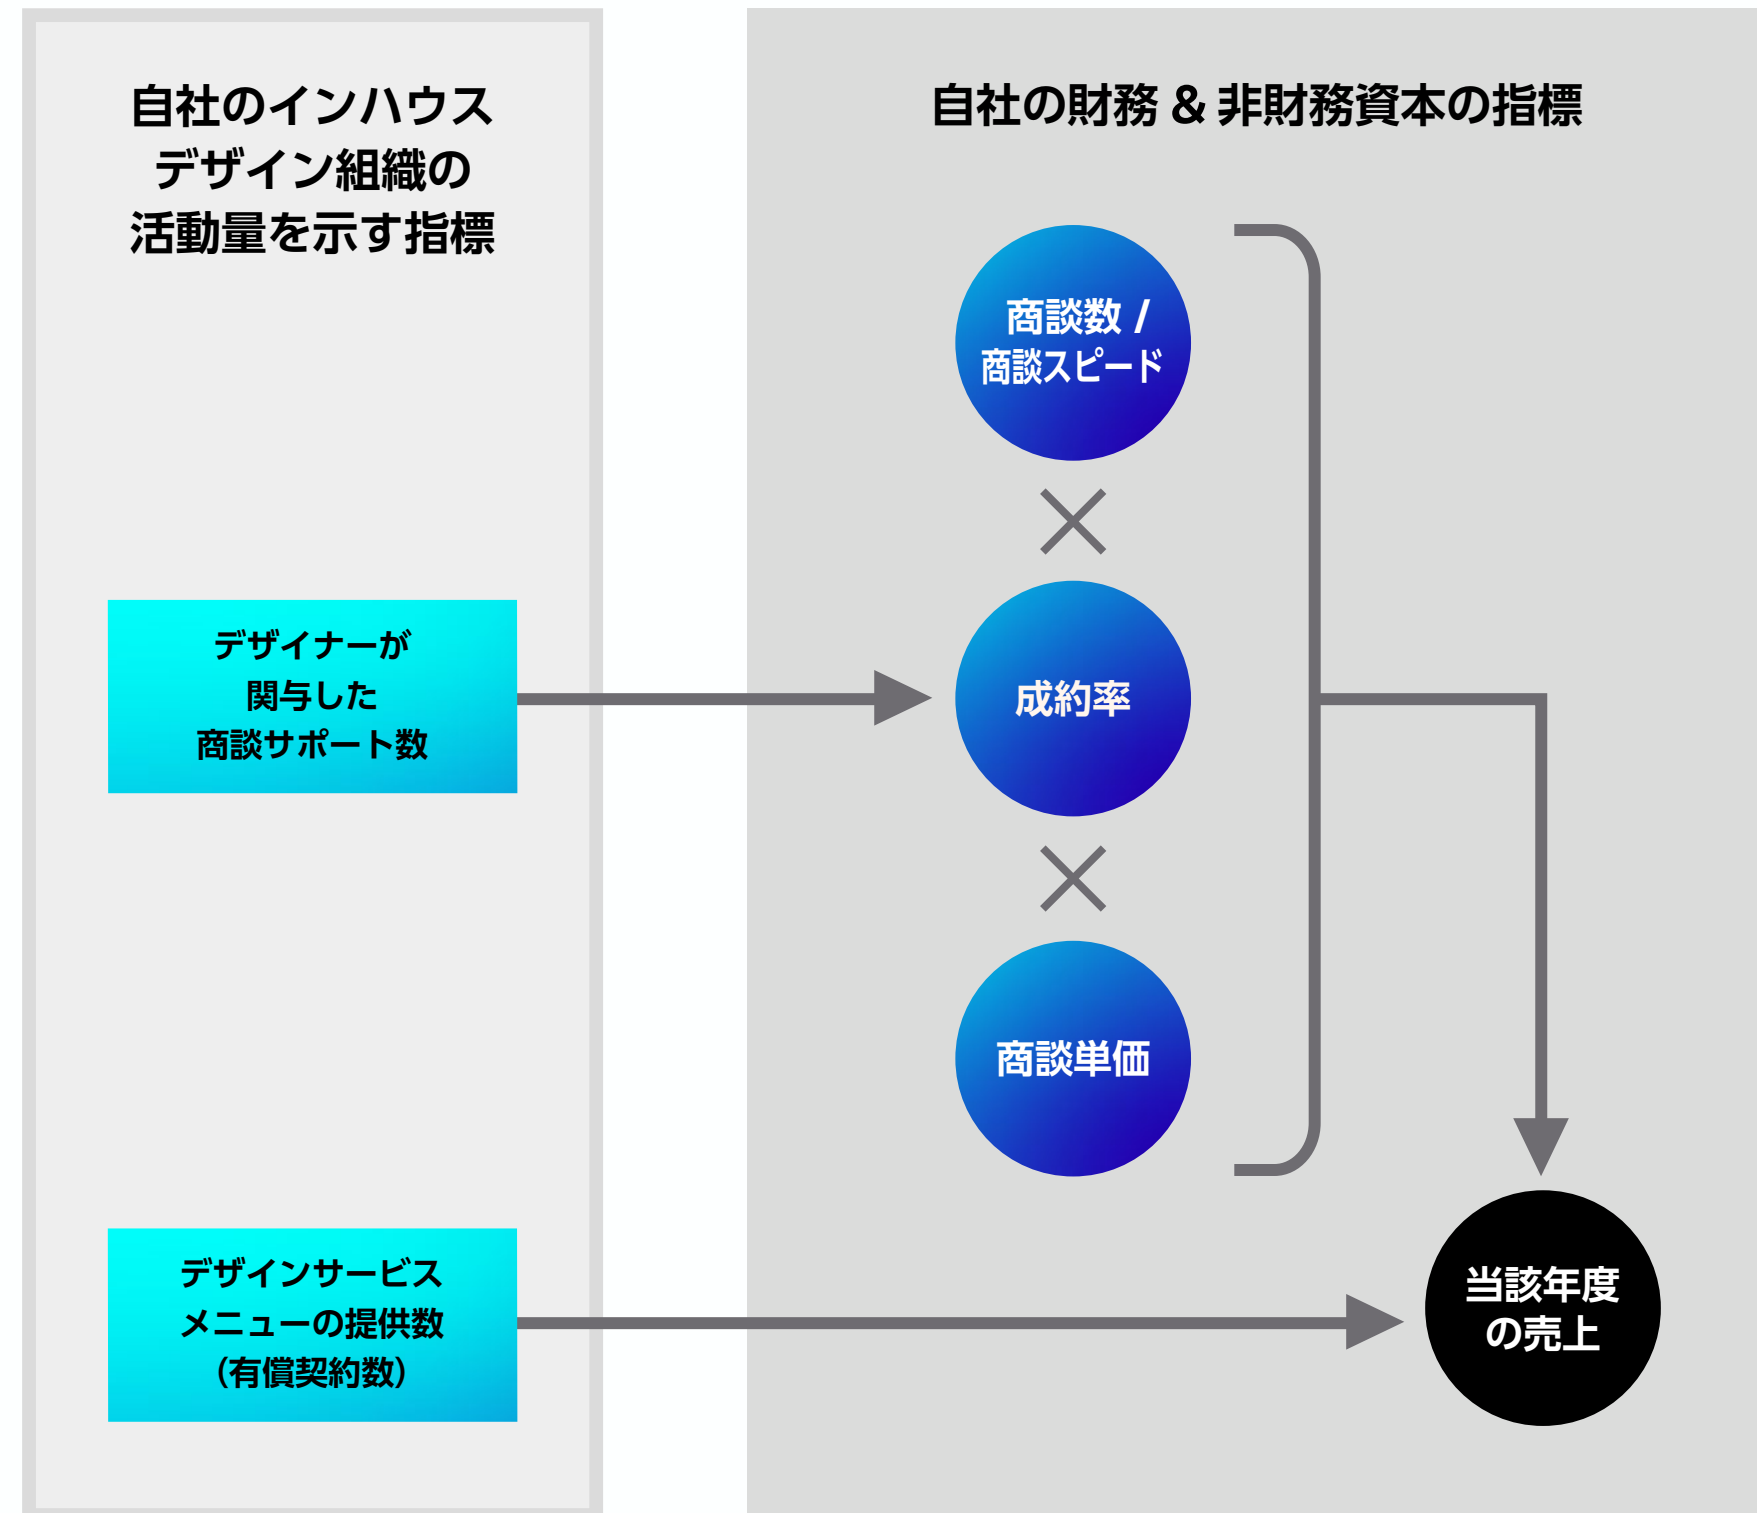 自社のインハウス
デザイン組織の
活動量を示す指標
デザイナーが
関与した
商談サポート数
デザインサービス
メニューの提供数
（有償契約数）
自社の財務 & 非財務資本の指標
商談数 /
商談スピード
成約率
商談単価
当該年度
の売上